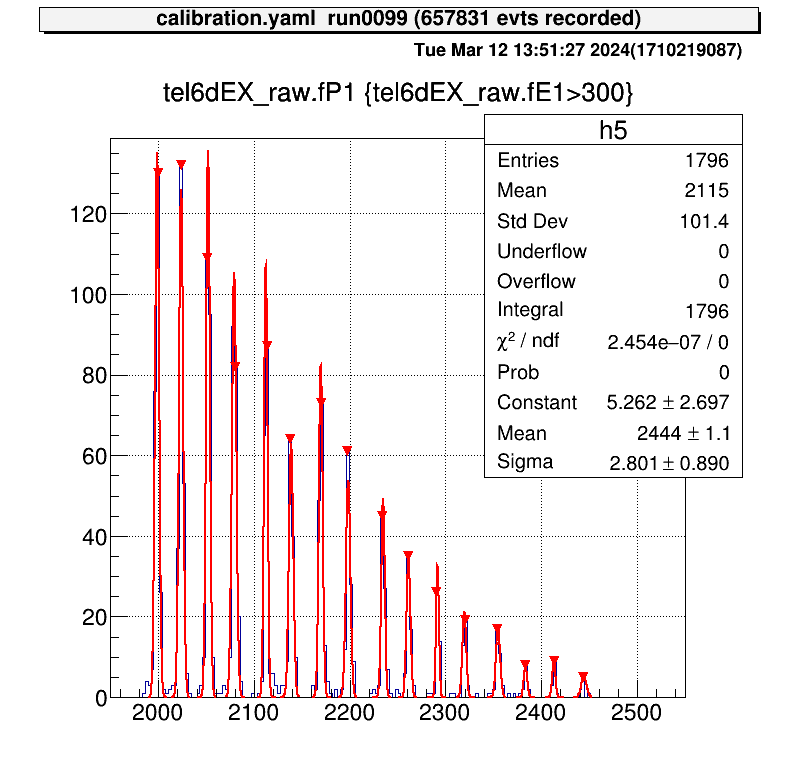 calibration.yaml run0099 (657831 evts recorded)
Tue Mar 12 13:51:27 2024(1710219087)
tel6dEX_raw.fP1 {tel6dEX_raw.fE1>300}
h5
Entries 1796
Mean 2115
Std Dev 101.4
Underflow 0
Overflow 0
Integral 1796
χ² / ndf 2.454e−07 / 0
Prob 0
Constant 5.262 ± 2.697
Mean 2444 ± 1.1
Sigma 2.801 ± 0.890
120
100
80
60
40
20
0
2000 2100 2200 2300 2400 2500